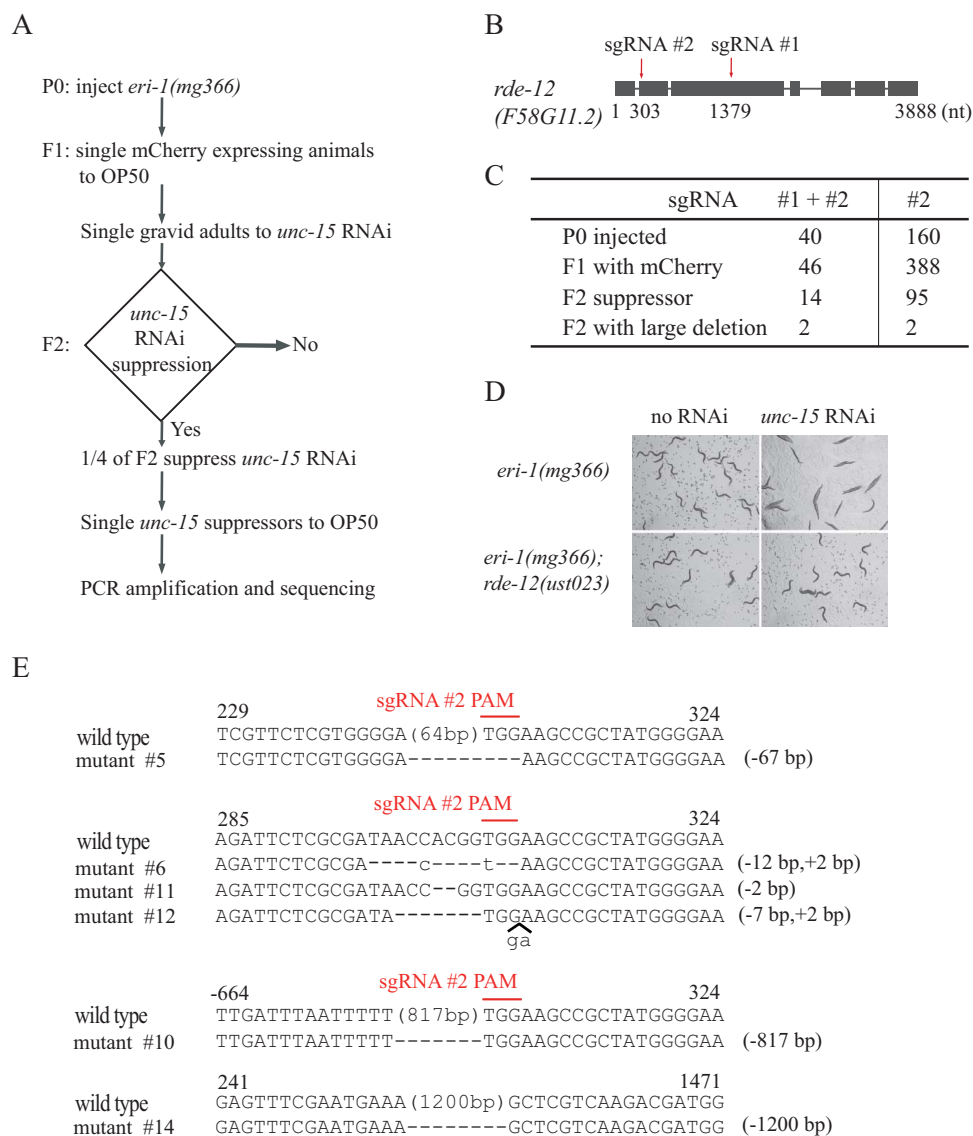 A
P0: inject eri-1(mg366)
F1: single mCherry expressing animals
to OP50
Single gravid adults to unc-15 RNAi
F2:
unc-15
RNAi
suppression
No
Yes
1/4 of F2 suppress unc-15 RNAi
Single unc-15 suppressors to OP50
PCR amplification and sequencing
B
sgRNA #2 sgRNA #1
rde-12
(F58G11.2)
1 303 1379 3888 (nt)
C
sgRNA #1 + #2 #2
P0 injected 40 160
F1 with mCherry 46 388
F2 suppressor 14 95
F2 with large deletion 2 2
D
no RNAi unc-15 RNAi
eri-1(mg366)
eri-1(mg366);
rde-12(ust023)
E
sgRNA #2 PAM
229 324
wild type TCGTTCTCGTGGGGA(64bp)TGGAAGCCGCTATGGGGAA
mutant #5 TCGTTCTCGTGGGGA---------AAGCCGCTATGGGGAA (-67 bp)
sgRNA #2 PAM
285 324
wild type AGATTCTCGCGATAACCACGGTGGAAGCCGCTATGGGGAA
mutant #6 AGATTCTCGCGA----c----t--AAGCCGCTATGGGGAA (-12 bp,+2 bp)
mutant #11 AGATTCTCGCGATAACC--GGTGGAAGCCGCTATGGGGAA (-2 bp)
mutant #12 AGATTCTCGCGATA-------TGGAAGCCGCTATGGGGAA (-7 bp,+2 bp)
ga
sgRNA #2 PAM
-664 324
wild type TTGATTTAATTTTT(817bp)TGGAAGCCGCTATGGGGAA
mutant #10 TTGATTTAATTTTT-------TGGAAGCCGCTATGGGGAA (-817 bp)
241 1471
wild type GAGTTTCGAATGAAA(1200bp)GCTCGTCAAGACGATGG
mutant #14 GAGTTTCGAATGAAA--------GCTCGTCAAGACGATGG (-1200 bp)